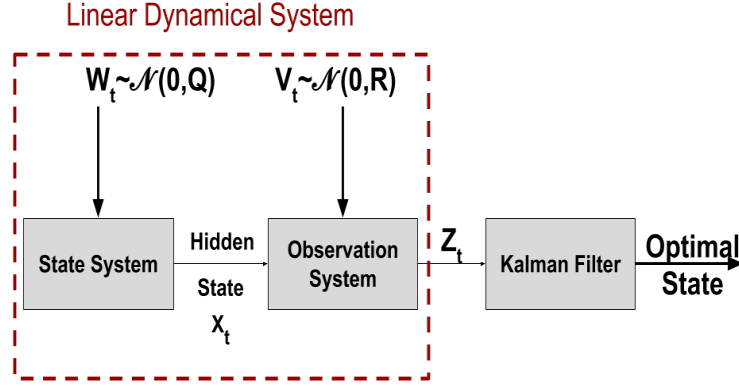 Linear Dynamical System
Wₜ~𝒩(0,Q)
Vₜ~𝒩(0,R)
State System
Hidden
State
Xₜ
Observation
System
Zₜ
Kalman Filter
Optimal
State